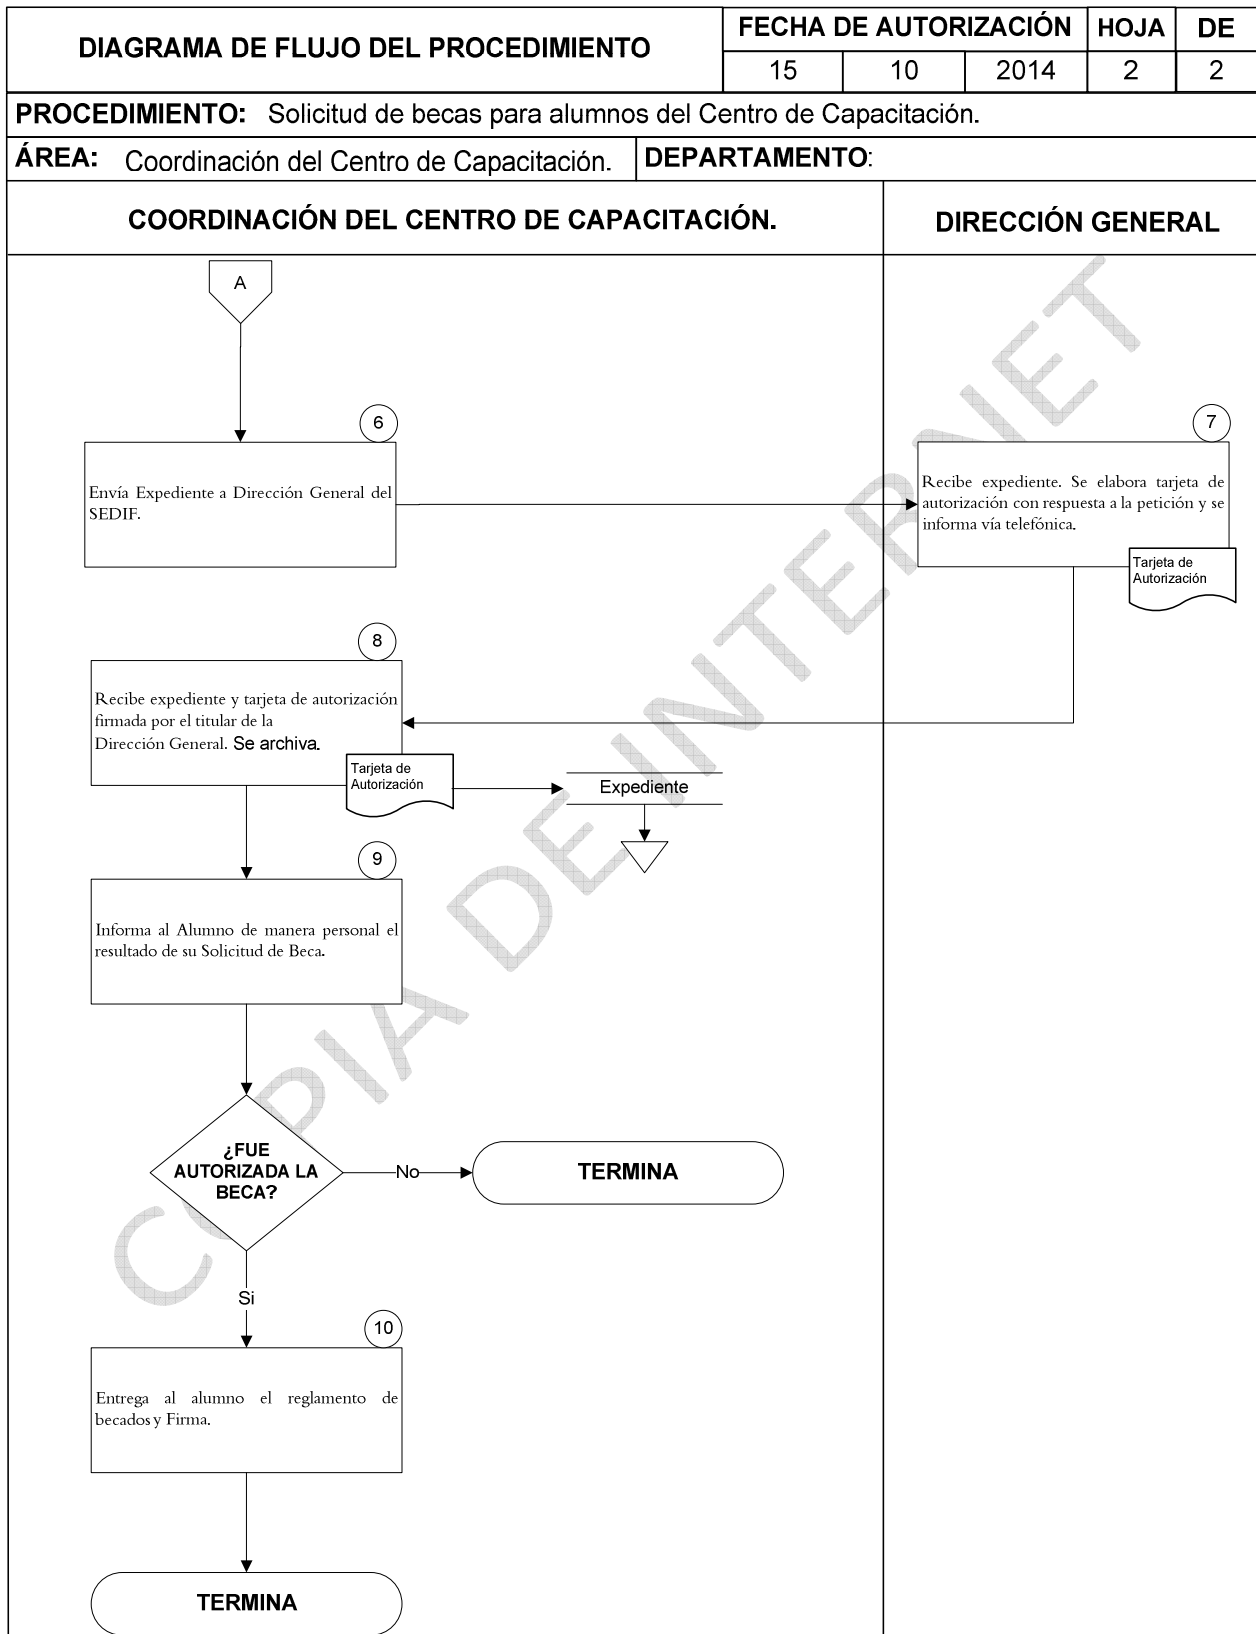 DIAGRAMA DE FLUJO DEL PROCEDIMIENTO
FECHA DE AUTORIZACIÓN
HOJA
DE
15
10
2014
2
2
PROCEDIMIENTO: Solicitud de becas para alumnos del Centro de Capacitación.
ÁREA: Coordinación del Centro de Capacitación.
DEPARTAMENTO:
COORDINACIÓN DEL CENTRO DE CAPACITACIÓN.
DIRECCIÓN GENERAL
A
6
Envía Expediente a Dirección General del
SEDIF.
7
Recibe expediente. Se elabora tarjeta de
autorización con respuesta a la petición y se
informa vía telefónica.
Tarjeta de
Autorización
8
Recibe expediente y tarjeta de autorización
firmada por el titular de la
Dirección General. Se archiva.
Tarjeta de
Autorización
Expediente
9
Informa al Alumno de manera personal el
resultado de su Solicitud de Beca.
¿FUE
AUTORIZADA LA
BECA?
No
TERMINA
Si
10
Entrega al alumno el reglamento de
becados y Firma.
TERMINA
COPIA DE INTERNET